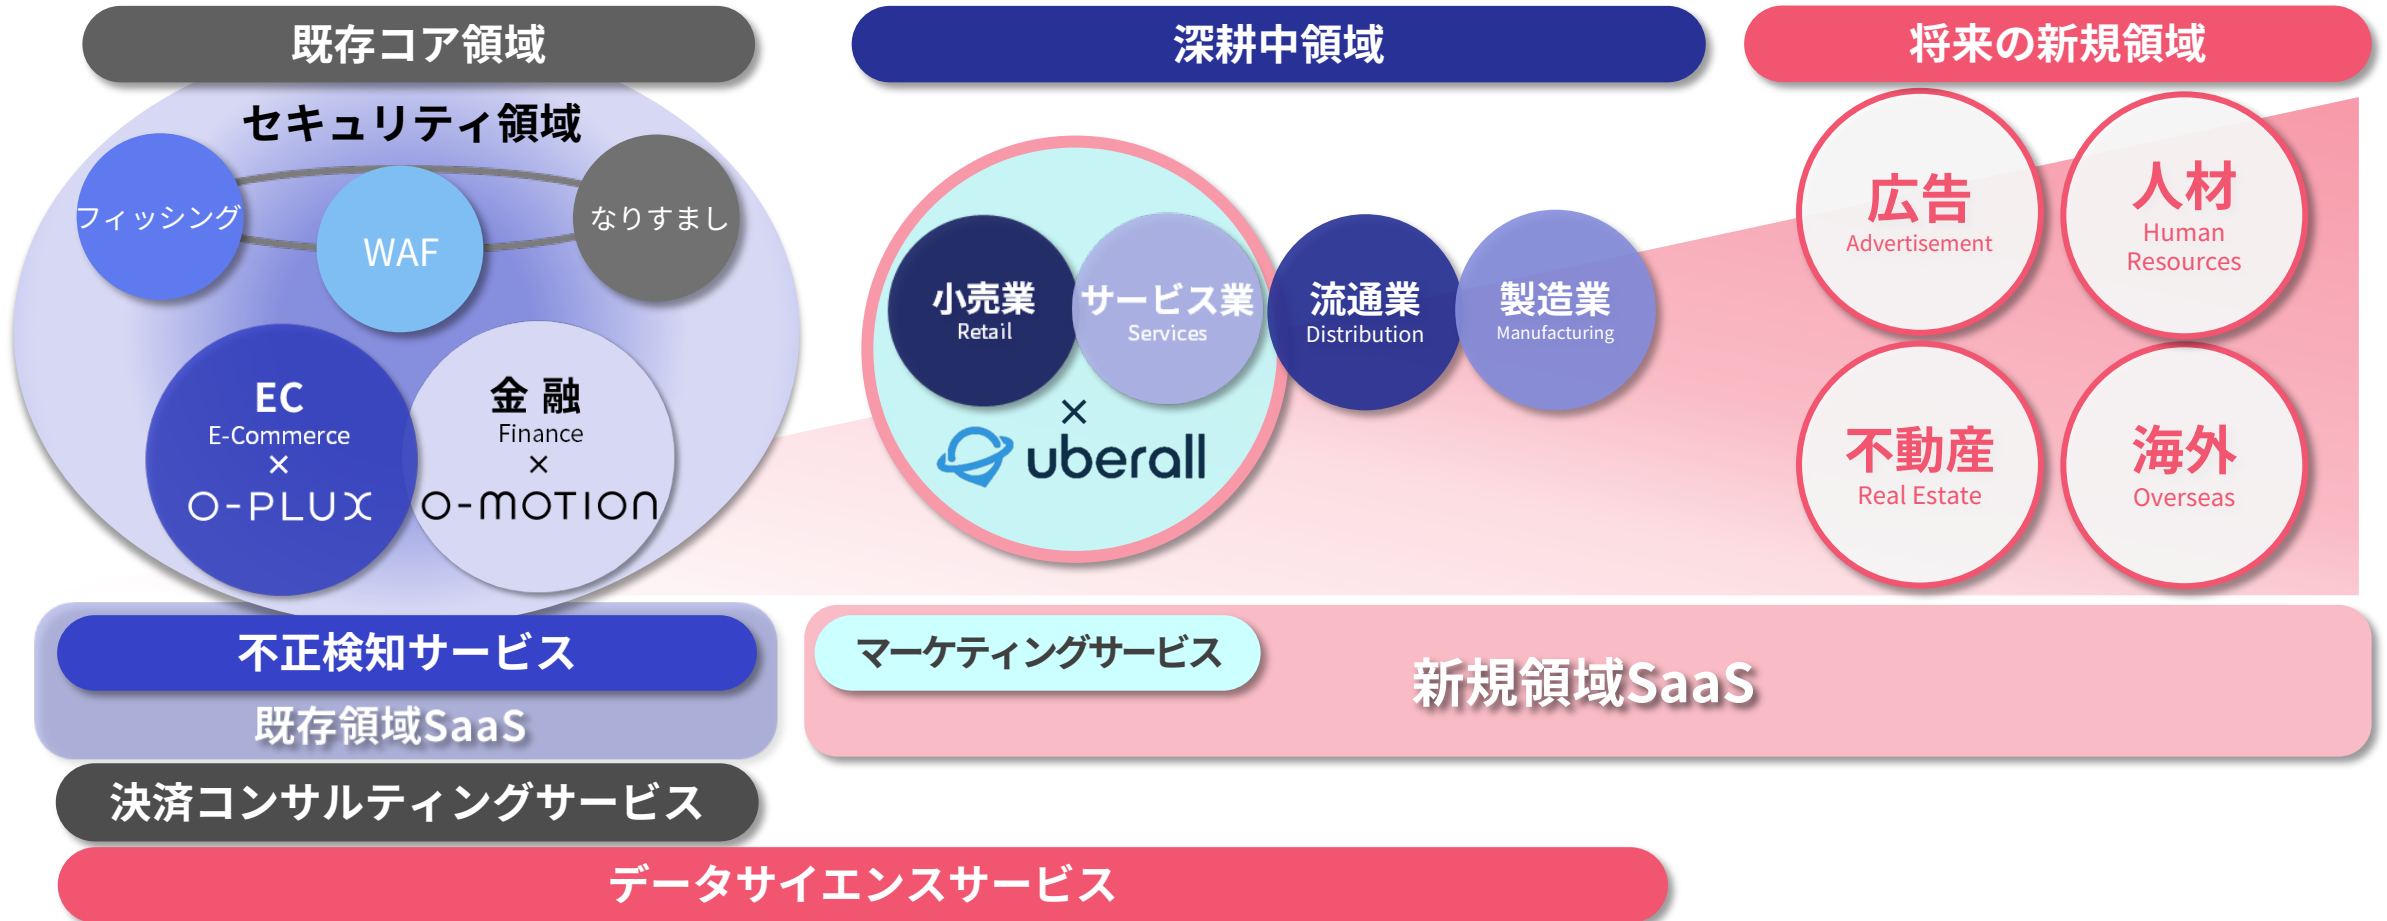 既存コア領域
深耕中領域
将来の新規領域
セキュリティ領域
フィッシング
WAF
なりすまし
EC
E-Commerce
×
O-PLUX
金 融
Finance
×
O-MOTION
小売業
Retail
サービス業
Services
×
uberall
流通業
Distribution
製造業
Manufacturing
広告
Advertisement
人材
Human
Resources
不動産
Real Estate
海外
Overseas
不正検知サービス
既存領域SaaS
マーケティングサービス
新規領域SaaS
決済コンサルティングサービス
データサイエンスサービス